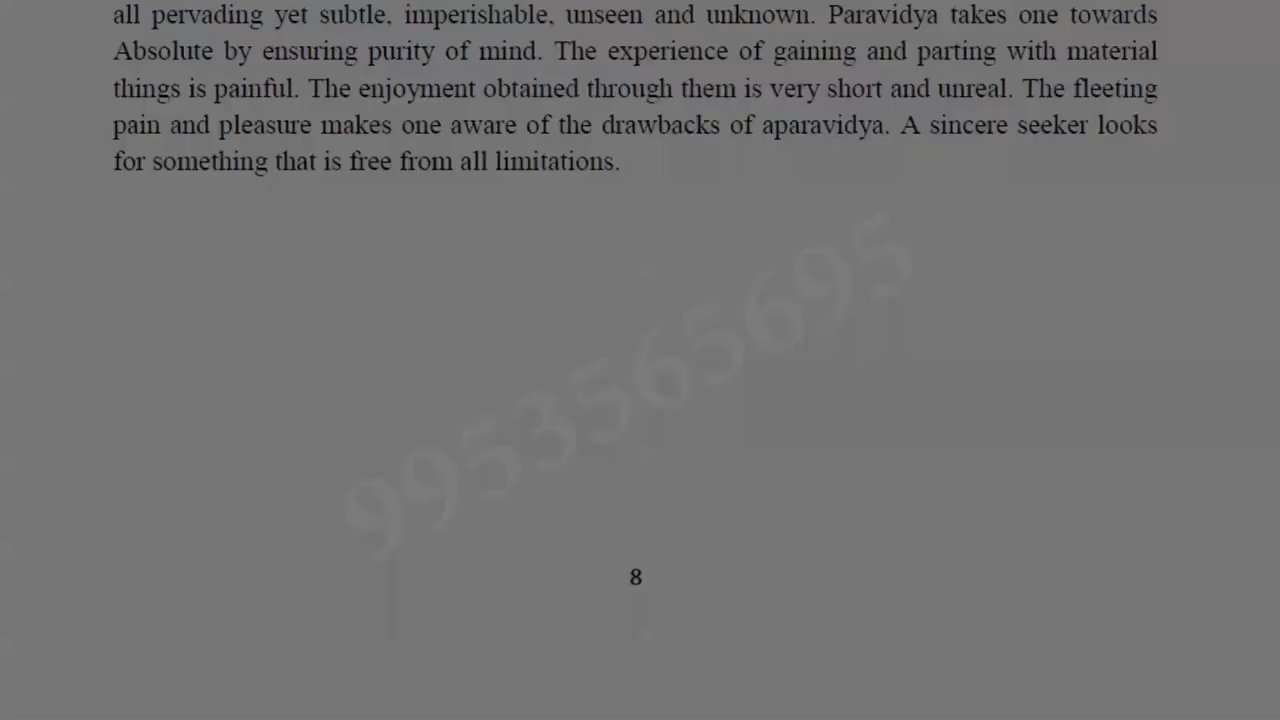 all pervading yet subtle, imperishable, unseen and unknown. Paravidya takes one towards
Absolute by ensuring purity of mind. The experience of gaining and parting with material
things is painful. The enjoyment obtained through them is very short and unreal. The fleeting
pain and pleasure makes one aware of the drawbacks of aparavidya. A sincere seeker looks
for something that is free from all limitations.
9953565695
8